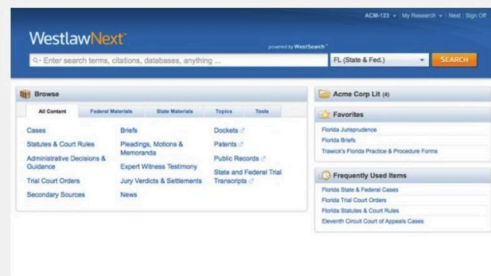 ACM-123 My Research Next Sign Off
WestlawNext
powered by WestSearch
Enter search terms, citations, databases, anything ...
FL (State & Fed.)
SEARCH
Browse
All Content Federal Materials State Materials Topics Tools
Cases
Statutes & Court Rules
Administrative Decisions &
Guidance
Trial Court Orders
Secondary Sources
Briefs
Pleadings, Motions &
Memoranda
Expert Witness Testimony
Jury Verdicts & Settlements
News
Dockets
Patents
Public Records
State and Federal Trial
Transcripts
Acme Corp Lit (4)
Favorites
Florida Jurisprudence
Florida Briefs
Trawick's Florida Practice & Procedure Forms
Frequently Used Items
Florida State & Federal Cases
Florida Trial Court Orders
Florida Statutes & Court Rules
Eleventh Circuit Court of Appeals Cases